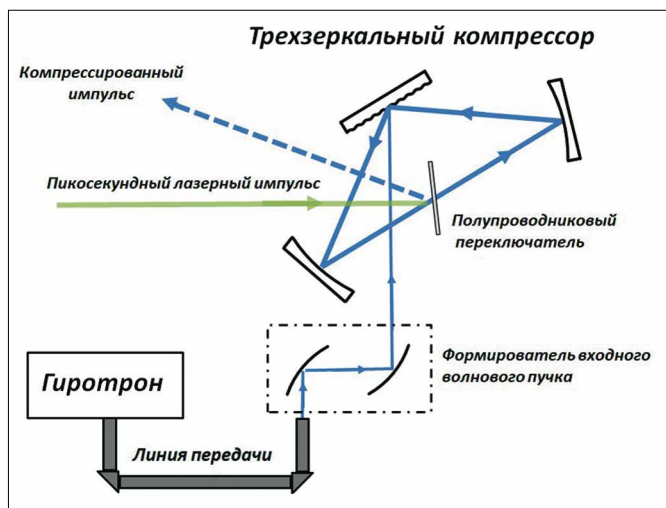 Трехзеркальный компрессор
Компрессированный
импульс
Пикосекундный лазерный импульс
Полупроводниковый
переключатель
Формирователь входного
волнового пучка
Гиротрон
Линия передачи